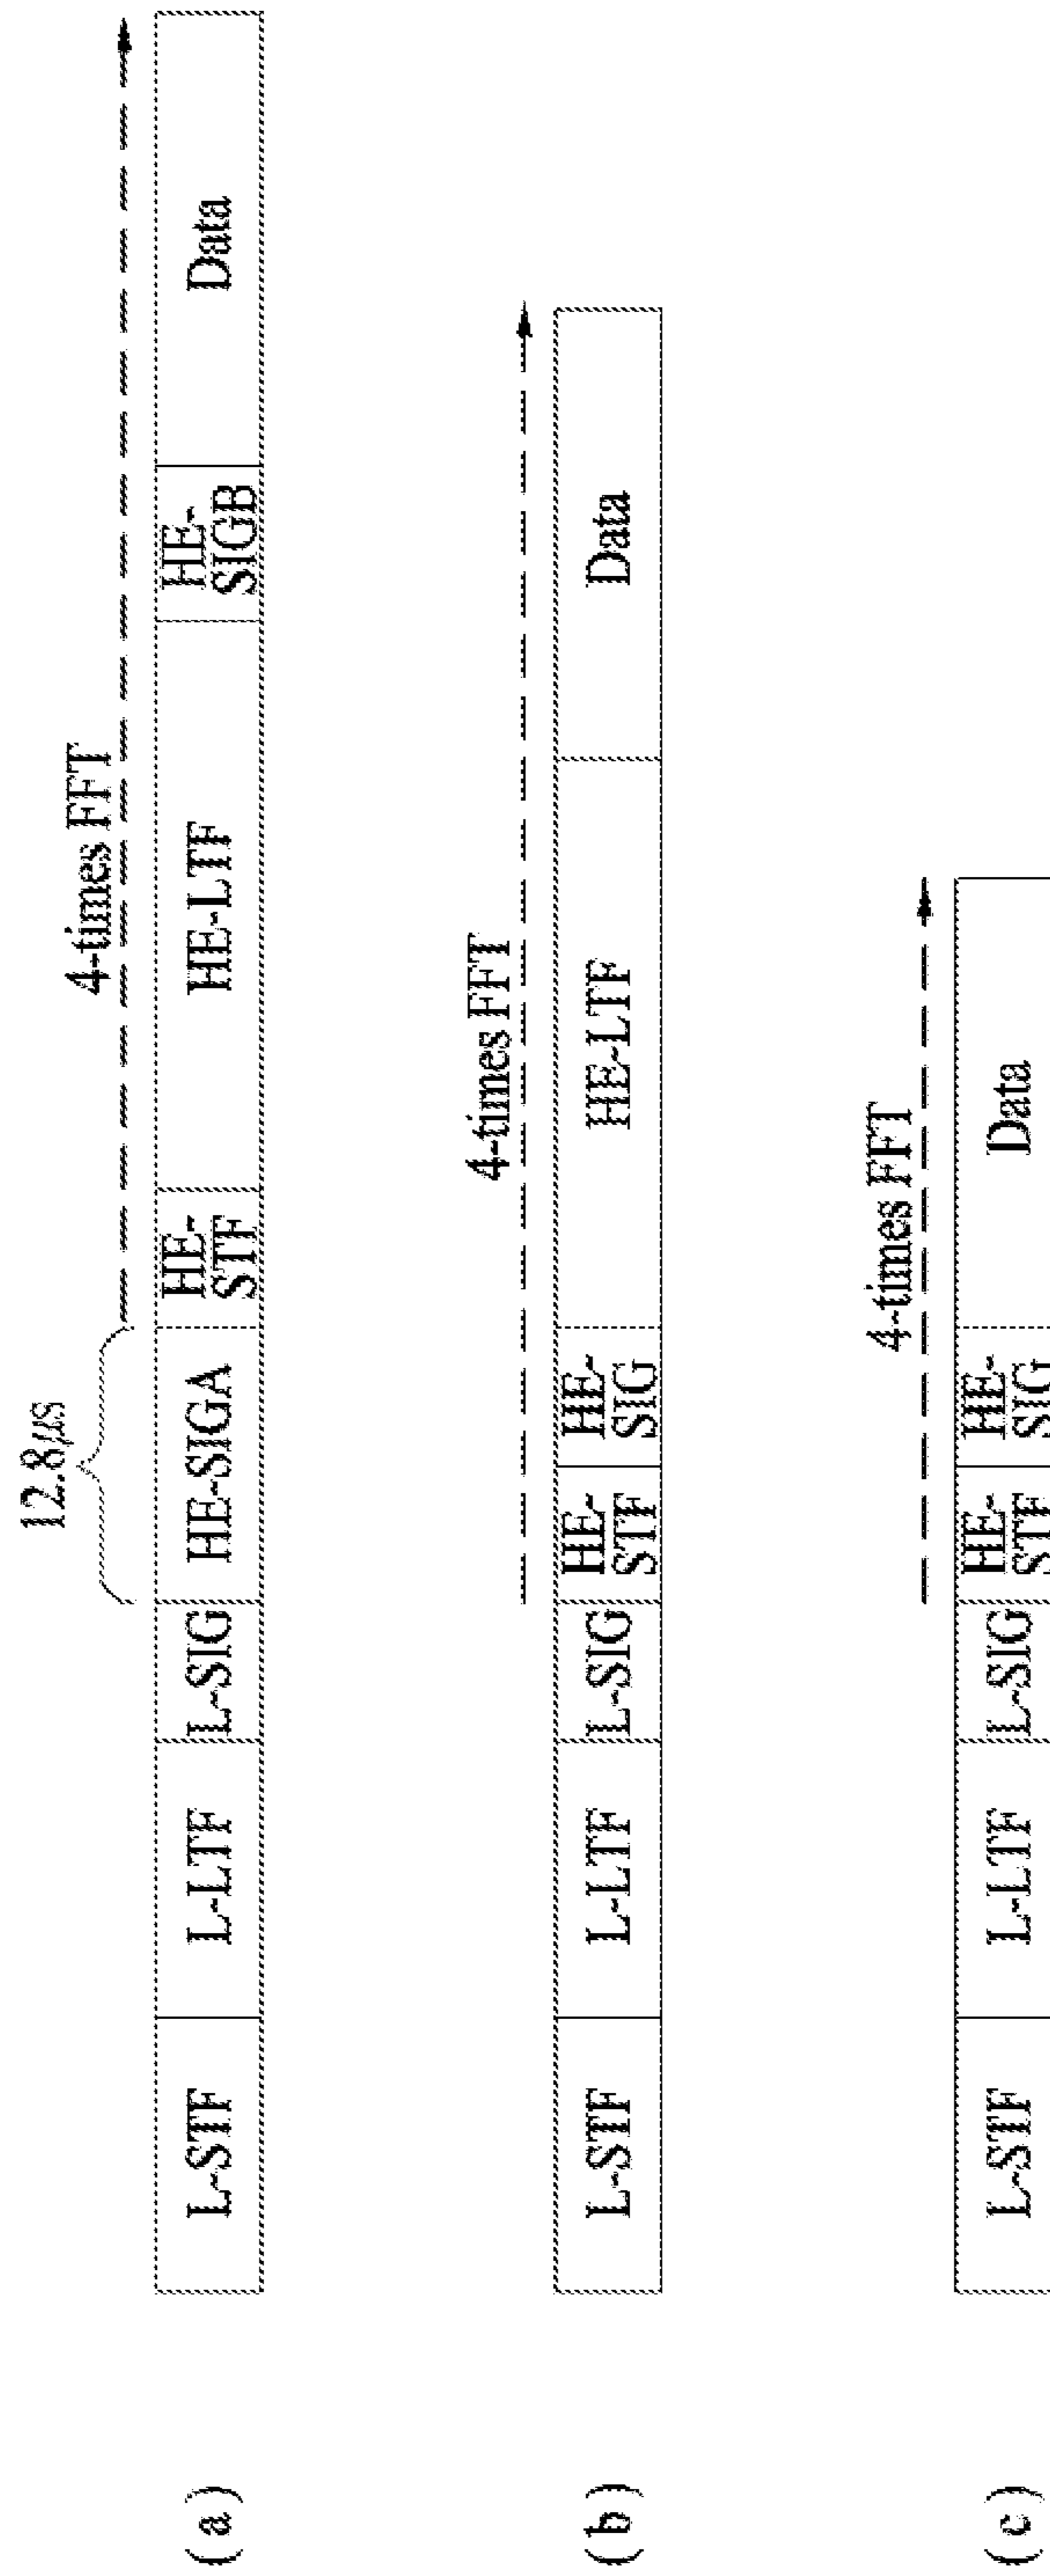 12.8μs
4-times FFT
(a)
L-STF
L-LTF
L-SIG
HE-SIGA
HE-
STF
HE-LTF
HE-
SIGB
Data
4-times FFT
(b)
L-STF
L-LTF
L-SIG
HE-
STF
HE-
SIG
HE-LTF
Data
4-times FFT
(c)
L-STF
L-LTF
L-SIG
HE-
STF
HE-
SIG
Data